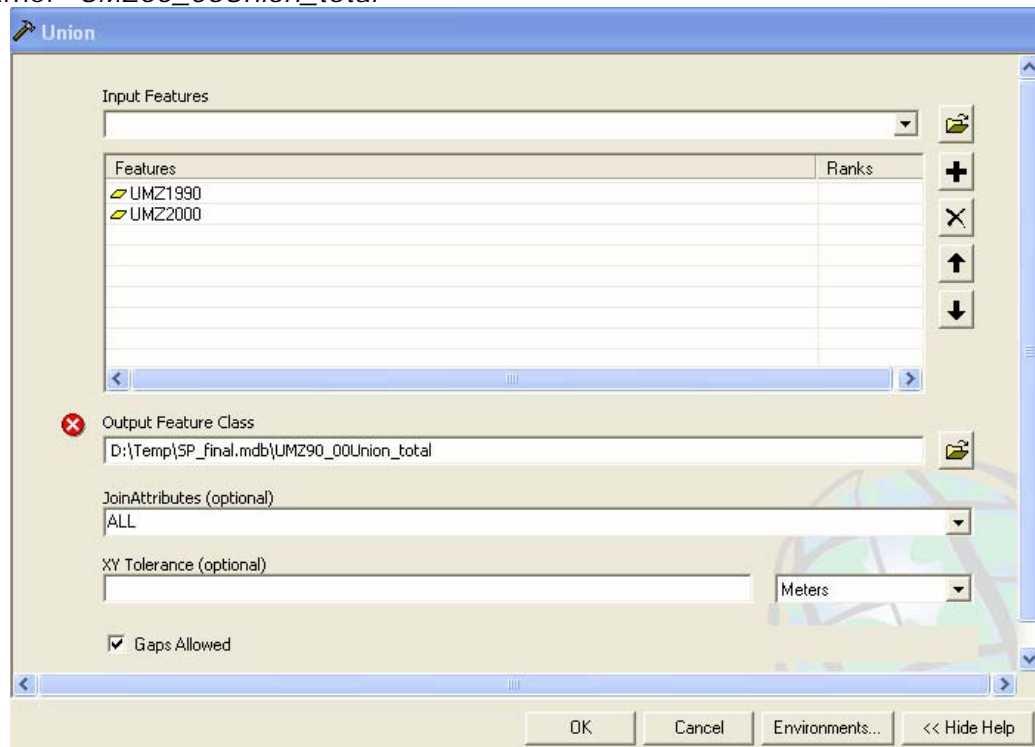 UMZ90_00Union_total
Union
Input Features
Features Ranks
UMZ1990
UMZ2000
Output Feature Class
D:\Temp\SP_final.mdb\UMZ90_00Union_total
JoinAttributes (optional)
ALL
XY Tolerance (optional)
Meters
Gaps Allowed
OK Cancel Environments... << Hide Help